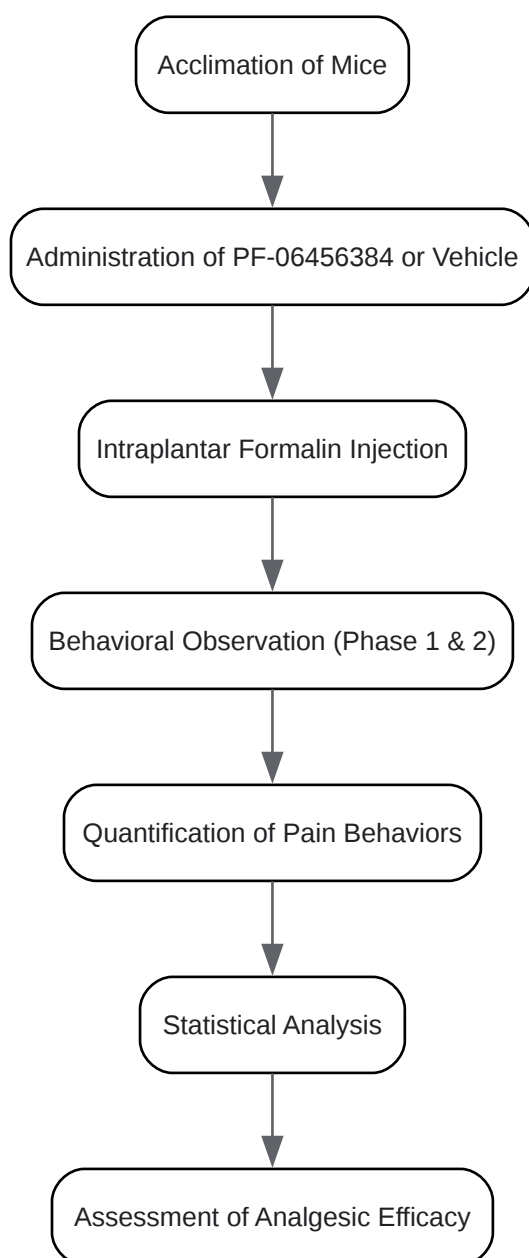 Acclimation of Mice
Administration of PF-06456384 or Vehicle
Intraplantar Formalin Injection
Behavioral Observation (Phase 1 & 2)
Quantification of Pain Behaviors
Statistical Analysis
Assessment of Analgesic Efficacy